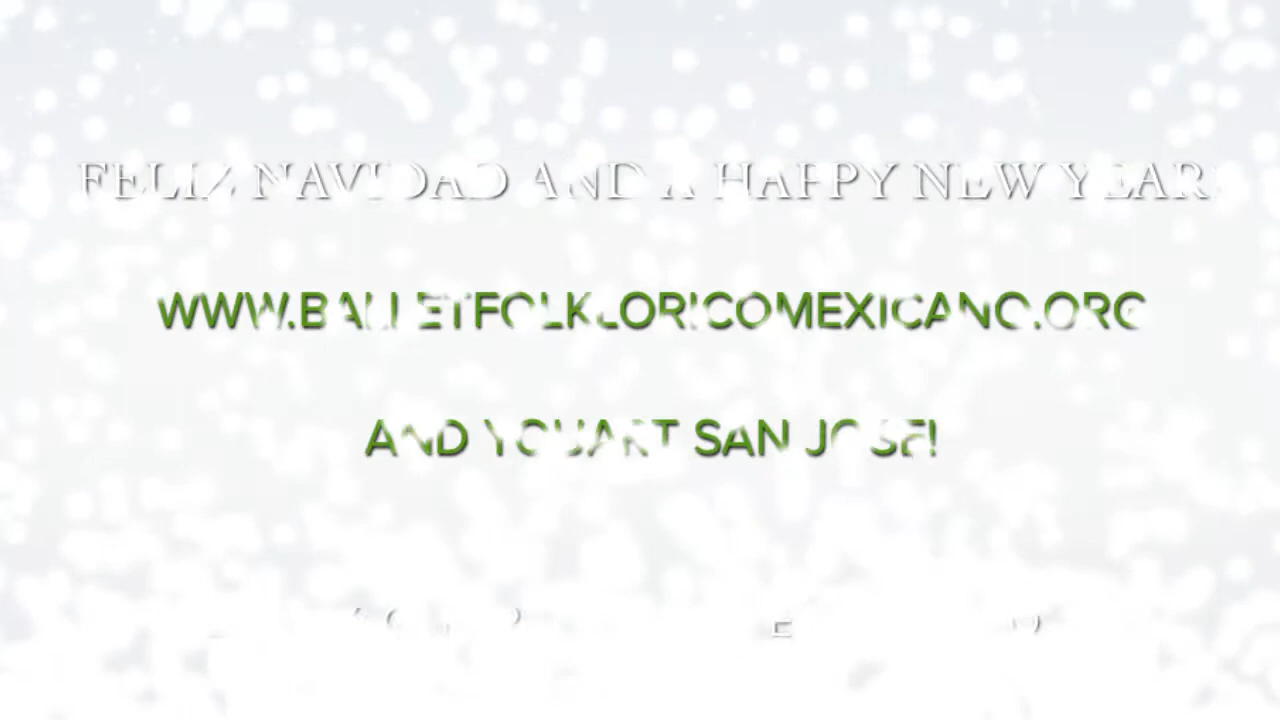 FELIZ NAVIDAD AND A HAPPY NEW YEAR
WWW.BALLETFOLKLORICOMEXICANO.ORG
AND YOUART SAN JOSE!